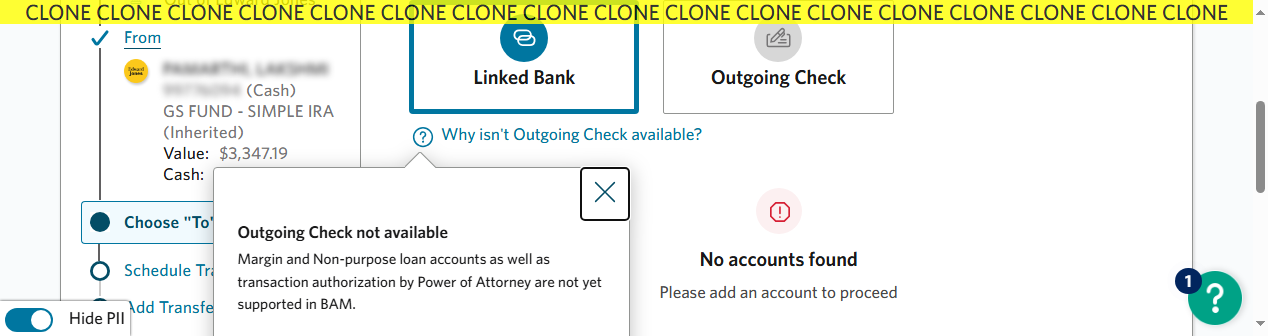 CLONE CLONE CLONE CLONE CLONE CLONE CLONE CLONE CLONE CLONE CLONE CLONE CLONE CLONE CLONE CLONE CLONE
From
Edward
Jones
(Cash)
GS FUND - SIMPLE IRA
(Inherited)
Value: $3,347.19
Cash:
Choose "To"
Schedule Tra
Add Transfe
Hide PII
Linked Bank
Outgoing Check
? Why isn't Outgoing Check available?
Outgoing Check not available
Margin and Non-purpose loan accounts as well as
transaction authorization by Power of Attorney are not yet
supported in BAM.
No accounts found
Please add an account to proceed
1
?